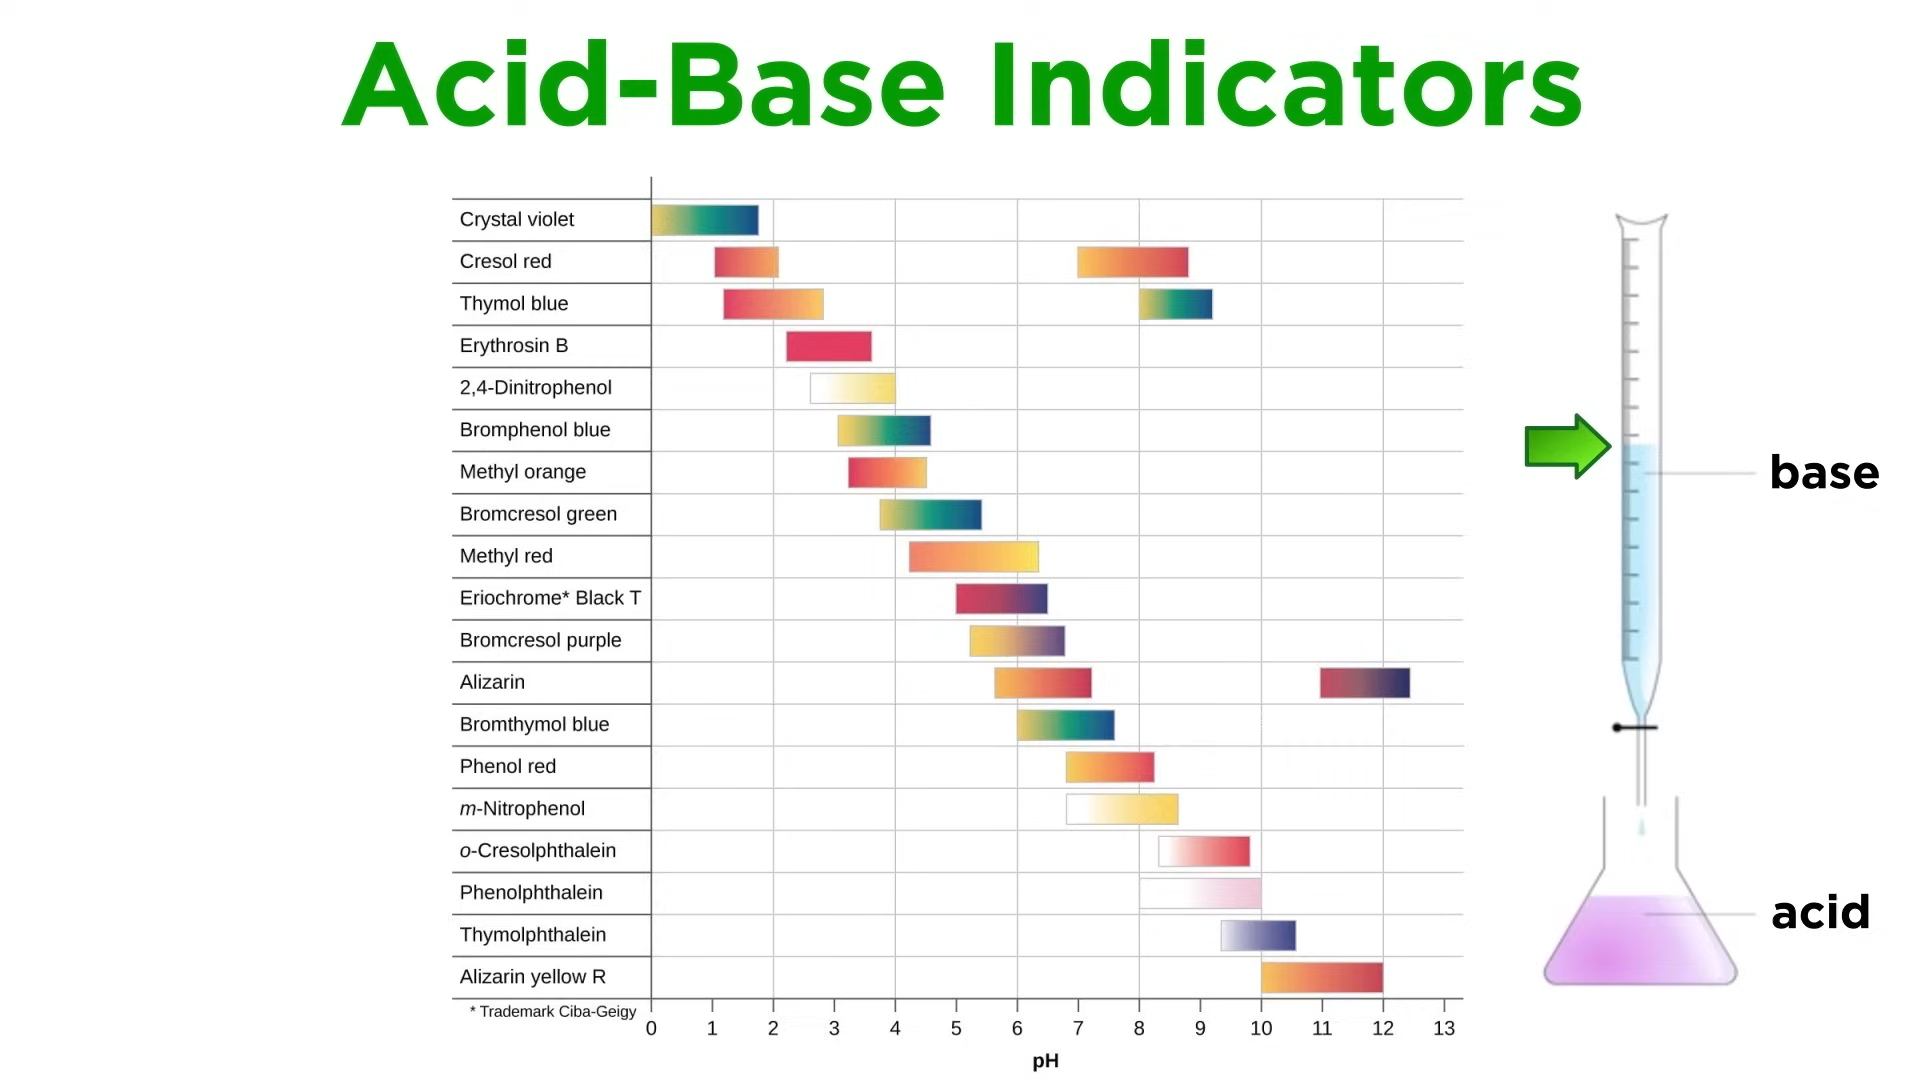 Acid-Base Indicators
Crystal violet
Cresol red
Thymol blue
Erythrosin B
2,4-Dinitrophenol
Bromphenol blue
Methyl orange
Bromcresol green
Methyl red
Eriochrome* Black T
Bromcresol purple
Alizarin
Bromthymol blue
Phenol red
m-Nitrophenol
o-Cresolphthalein
Phenolphthalein
Thymolphthalein
Alizarin yellow R
* Trademark Ciba-Geigy
0 1 2 3 4 5 6 7 8 9 10 11 12 13
pH
base
acid